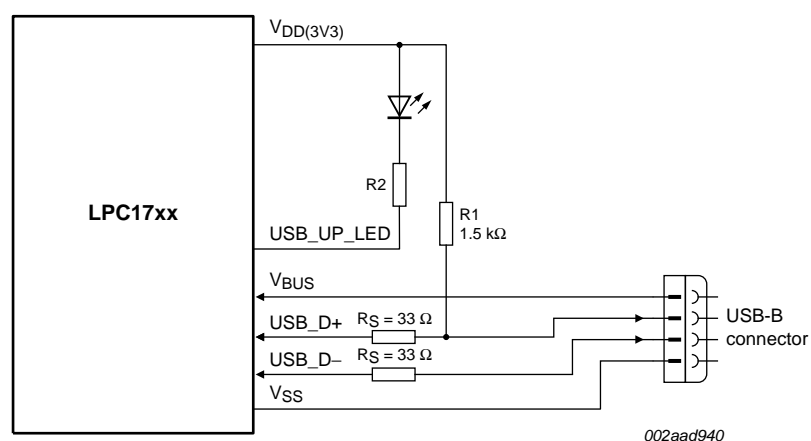 VDD(3V3)
R2
LPC17xx
R1
1.5 kΩ
USB_UP_LED
VBUS
USB_D+
RS = 33 Ω
USB-B
connector
USB_D−
RS = 33 Ω
VSS
002aad940